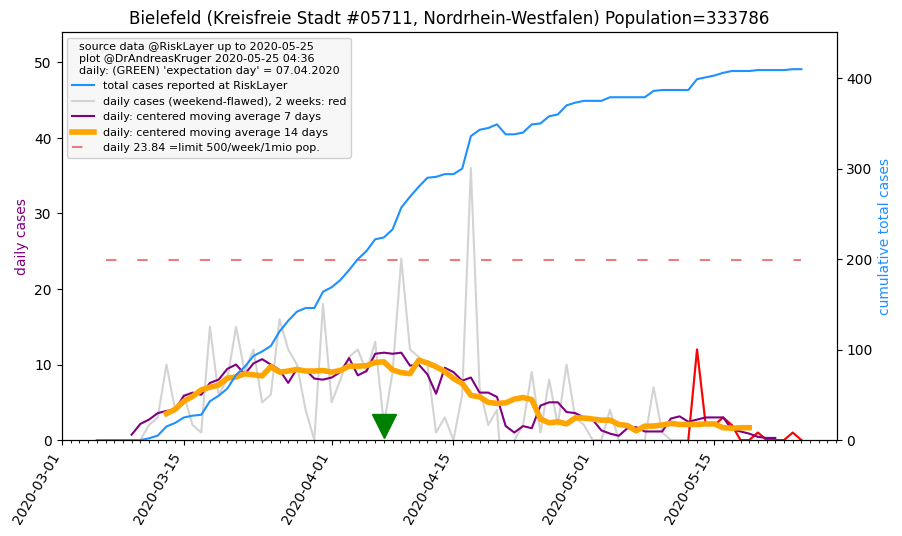 Bielefeld (Kreisfreie Stadt #05711, Nordrhein-Westfalen) Population=333786
source data @RiskLayer up to 2020-05-25
plot @DrAndreasKruger 2020-05-25 04:36
daily: (GREEN) 'expectation day' = 07.04.2020
total cases reported at RiskLayer
daily cases (weekend-flawed), 2 weeks: red
daily: centered moving average 7 days
daily: centered moving average 14 days
daily 23.84 =limit 500/week/1mio pop.
daily cases
50
40
30
20
10
0
400
300
200
100
0
cumulative total cases
2020-03-01
2020-03-15
2020-04-01
2020-04-15
2020-05-01
2020-05-15